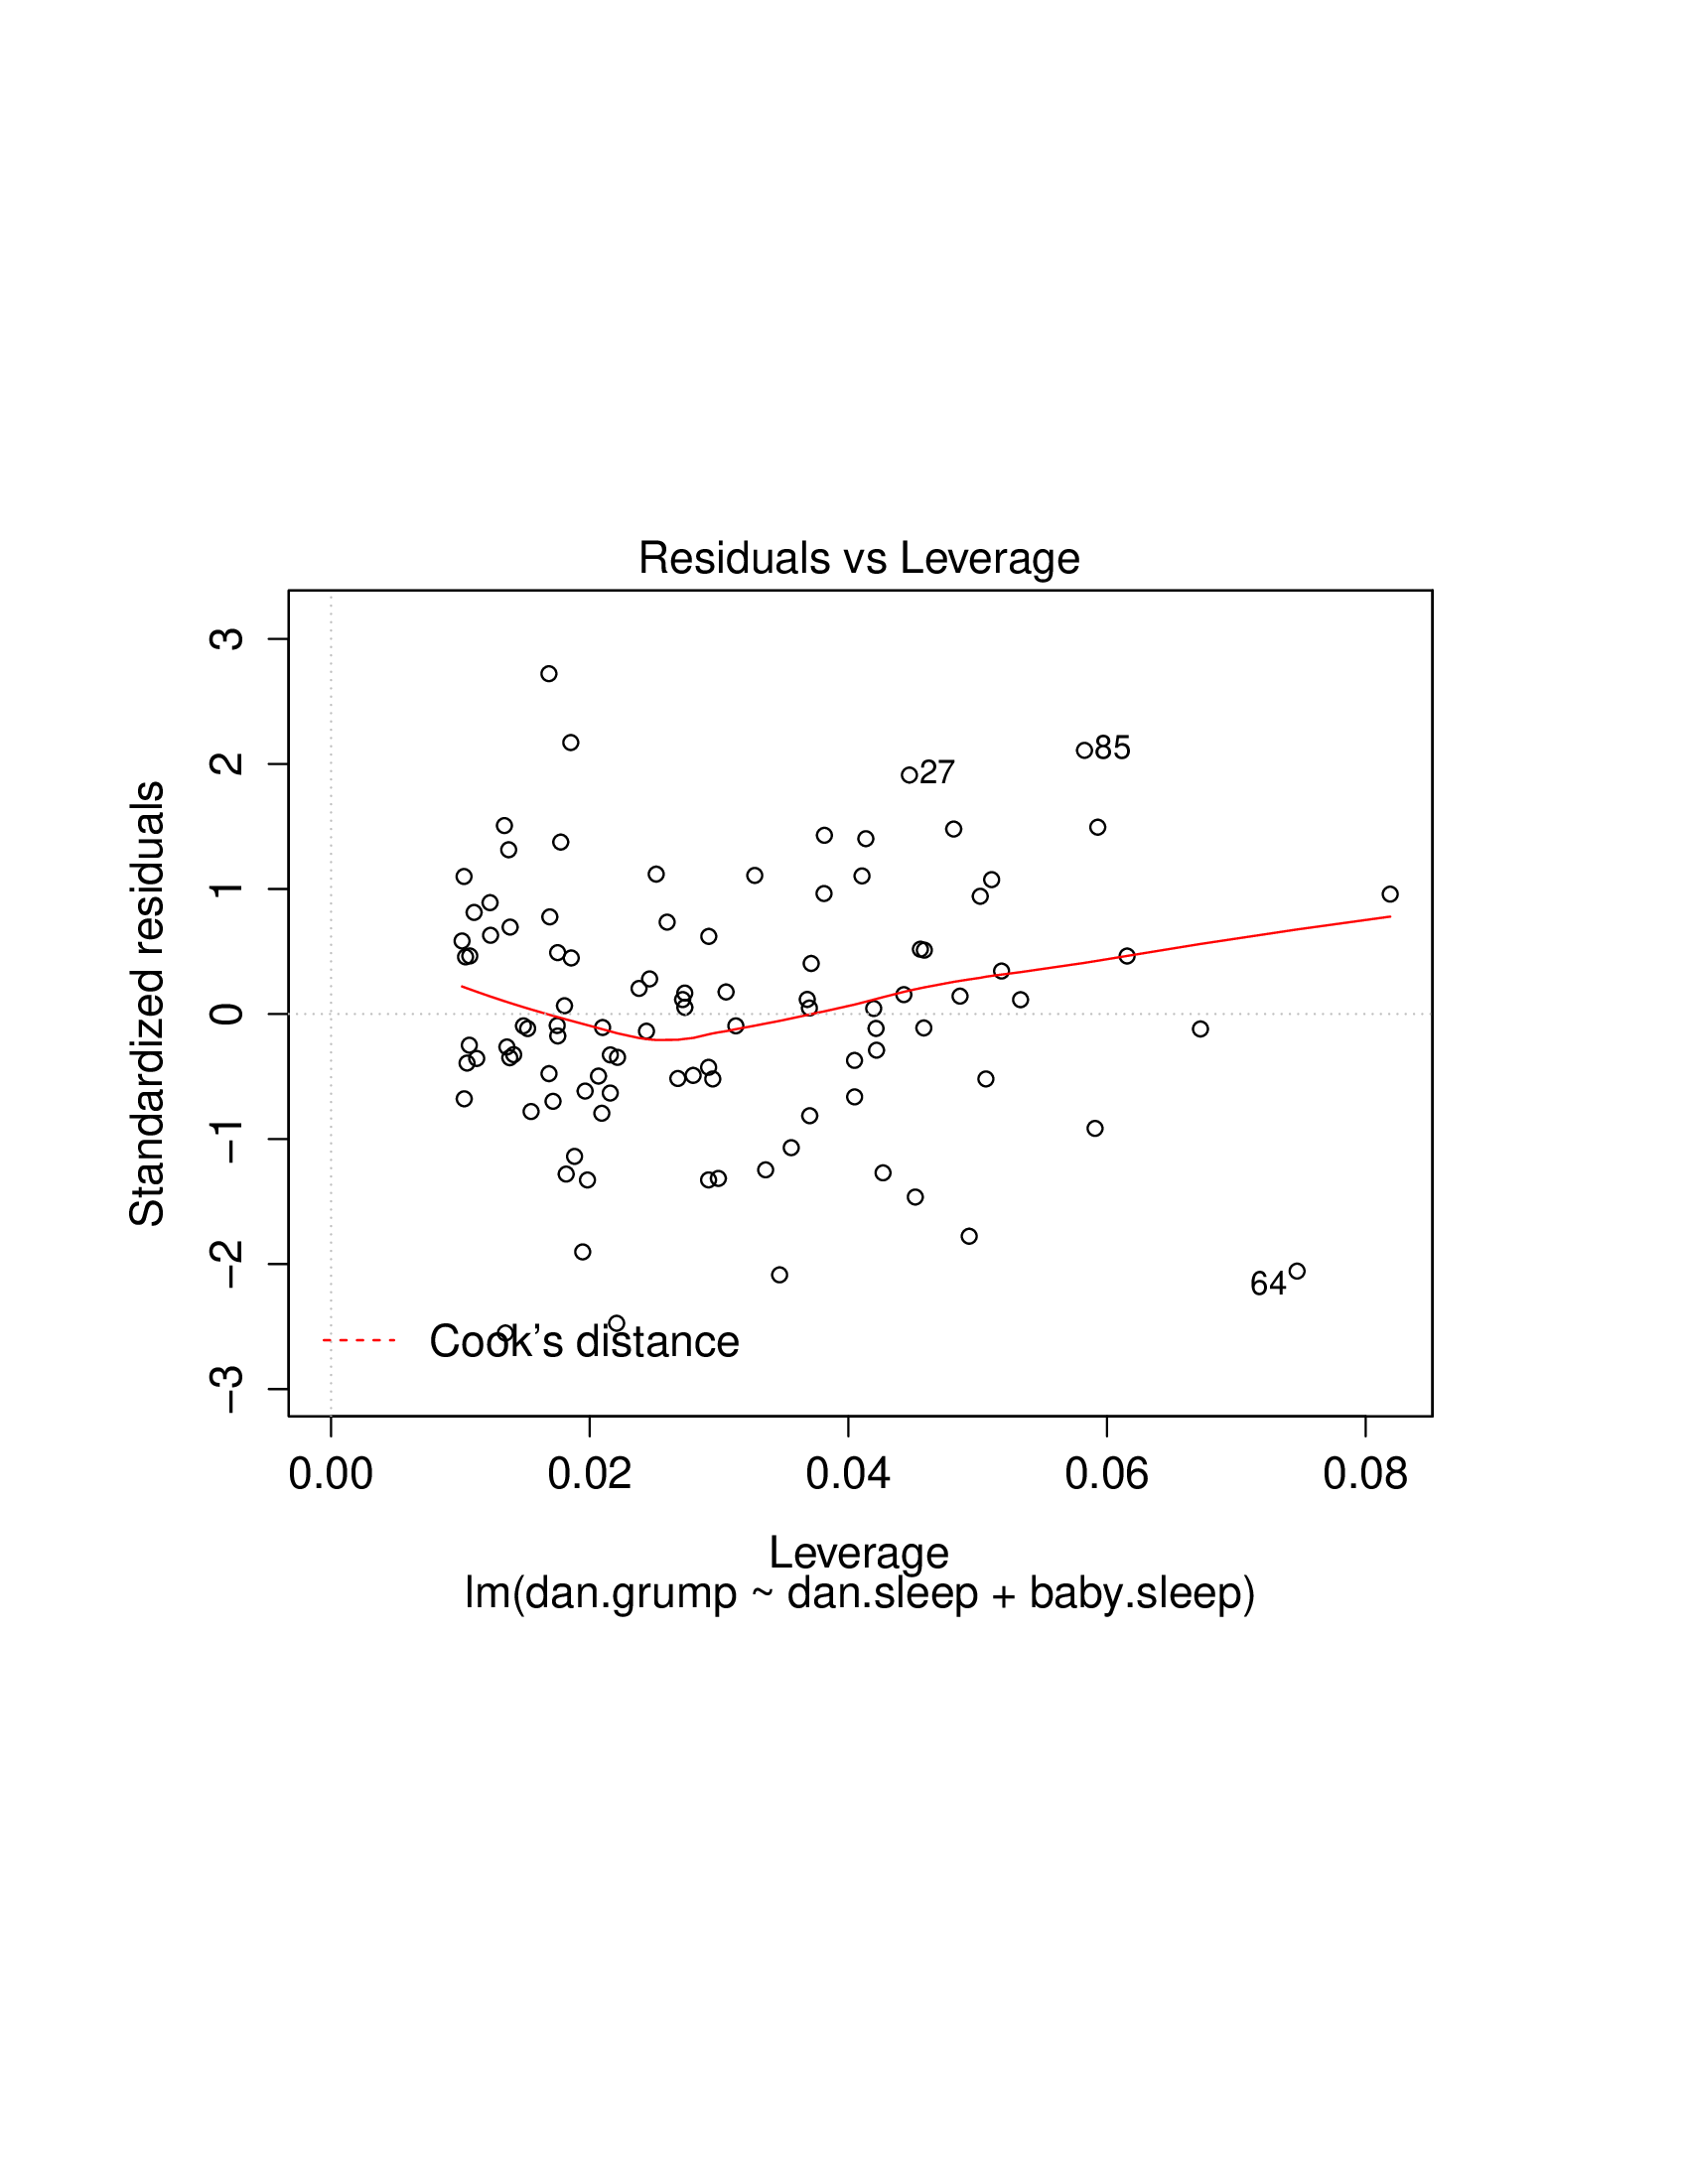 Residuals vs Leverage
3
2
1
0
−1
−2
−3
Standardized residuals
85
27
64
Cook’s distance
0.00 0.02 0.04 0.06 0.08
Leverage
lm(dan.grump ~ dan.sleep + baby.sleep)